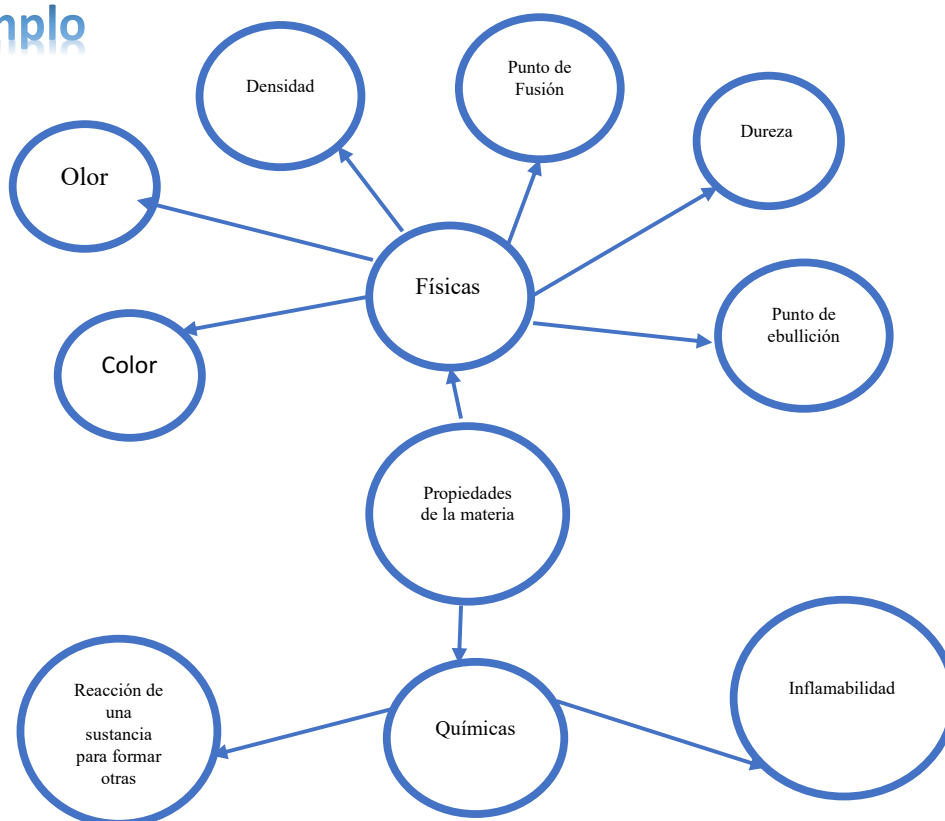 mplo
Densidad
Punto de
Fusión
Dureza
Olor
Físicas
Punto de
ebullición
Color
Propiedades
de la materia
Reacción de
una
sustancia
para formar
otras
Químicas
Inflamabilidad